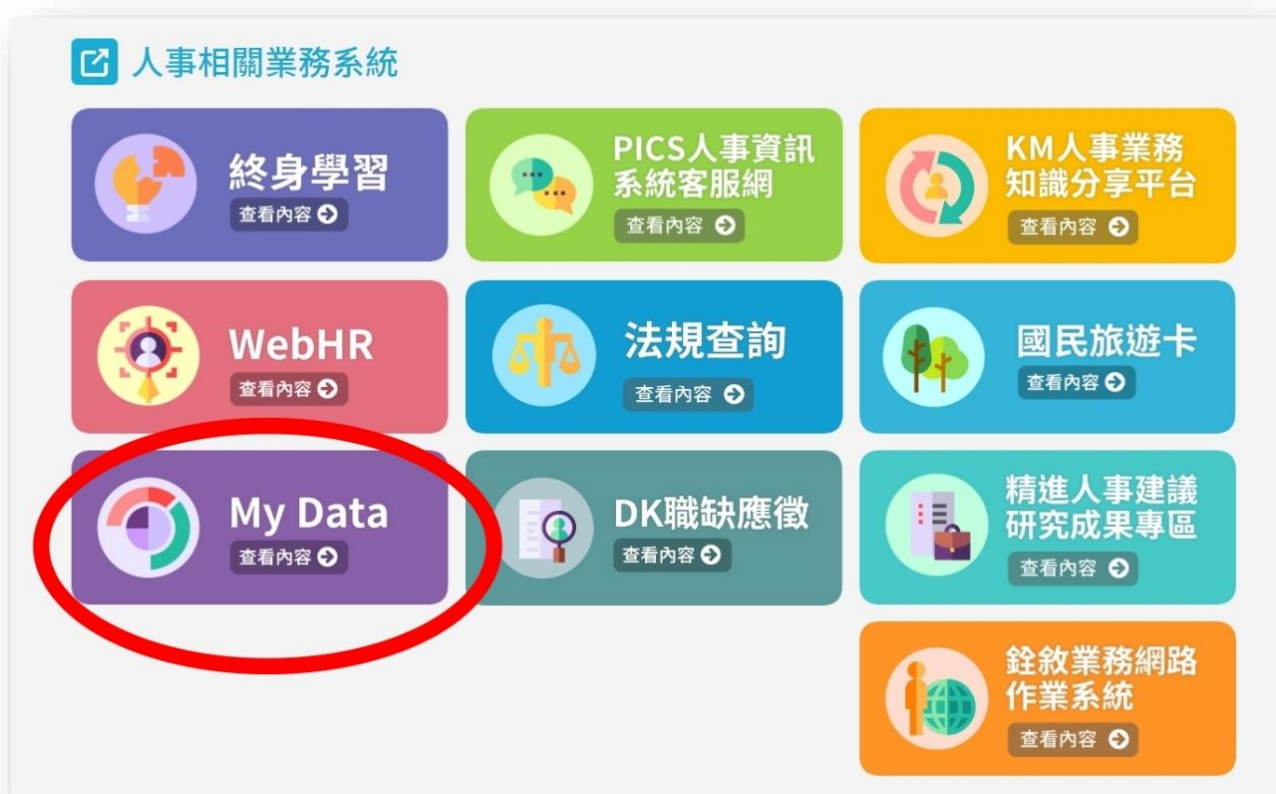 人事相關業務系統
終身學習
查看內容
PICS人事資訊
系統客服網
查看內容
KM人事業務
知識分享平台
查看內容
WebHR
查看內容
法規查詢
查看內容
國民旅遊卡
查看內容
My Data
查看內容
DK職缺應徵
查看內容
精進人事建議
研究成果專區
查看內容
銓敘業務網路
作業系統
查看內容